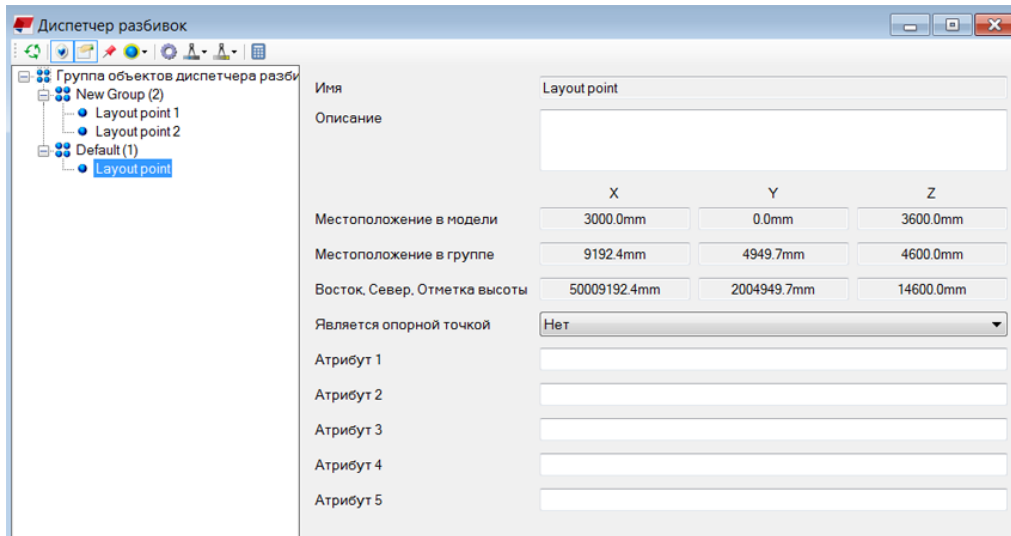 Диспетчер разбивок
Группа объектов диспетчера разби
New Group (2)
Layout point 1
Layout point 2
Default (1)
Layout point
Имя Layout point
Описание
X Y Z
Местоположение в модели 3000.0mm 0.0mm 3600.0mm
Местоположение в группе 9192.4mm 4949.7mm 4600.0mm
Восток, Север, Отметка высоты 50009192.4mm 2004949.7mm 14600.0mm
Является опорной точкой Нет
Атрибут 1
Атрибут 2
Атрибут 3
Атрибут 4
Атрибут 5